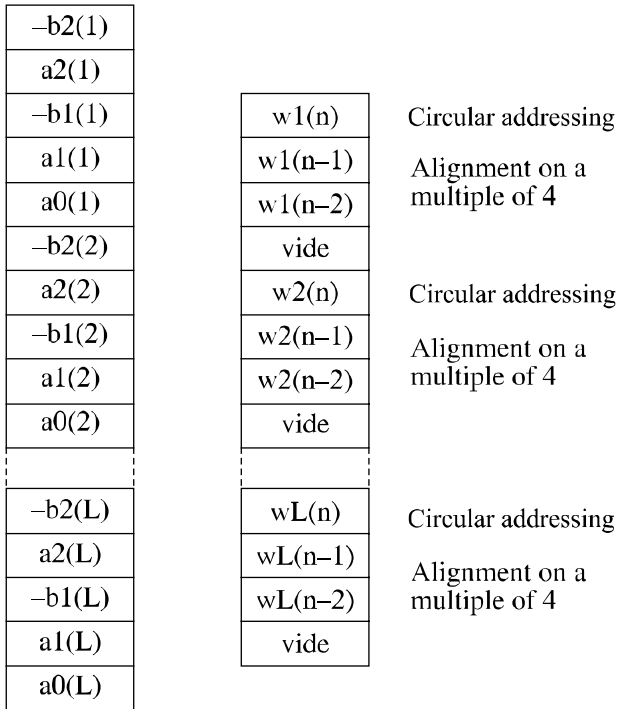 –b2(1)
a2(1)
–b1(1)
a1(1)
a0(1)
–b2(2)
a2(2)
–b1(2)
a1(2)
a0(2)
–b2(L)
a2(L)
–b1(L)
a1(L)
a0(L)
w1(n)
w1(n–1)
w1(n–2)
vide
w2(n)
w2(n–1)
w2(n–2)
vide
wL(n)
wL(n–1)
wL(n–2)
vide
Circular addressing
Alignment on a
multiple of 4
Circular addressing
Alignment on a
multiple of 4
Circular addressing
Alignment on a
multiple of 4